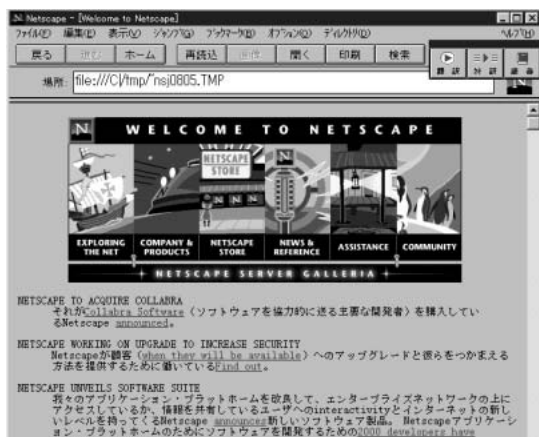 Netscape - [Welcome to Netscape]
ファイル(F) 編集(E) 表示(V) ジャンプ(G) ブックマーク(B) オプション(O) ディレクトリ(D) ヘルプ(H)
戻る 進む ホーム 再読込 画像 開く 印刷 検索
翻訳
場所: file:///C|/tmp/~nsj0805.TMP
WELCOME TO NETSCAPE
NETSCAPE STORE
EXPLORING THE NET COMPANY & PRODUCTS NETSCAPE STORE NEWS & REFERENCE ASSISTANCE COMMUNITY
NETSCAPE SERVER GALLERIA
NETSCAPE TO ACQUIRE COLLABRA
それがCollabra Software（ソフトウェアを協力的に送る主要な開発者）を購入してい
るNetscape announced。
NETSCAPE WORKING ON UPGRADE TO INCREASE SECURITY
Netscapeが顧客（when they will be available）へのアップグレードと彼らをつかまえる
方法を提供するために働いているFind out。
NETSCAPE UNVEILS SOFTWARE SUITE
我々のアプリケーション・プラットホームを改良して、エンタープライズネットワークの上に
アクセスしているか、情報を共有しているユーザへのinteractivityとインターネットの新し
いレベルを持ってくるNetscape announces新しいソフトウェア製品。 Netscapeアプリケーシ
ョン・プラットホームのためにソフトウェアを開発するための2000 developers have